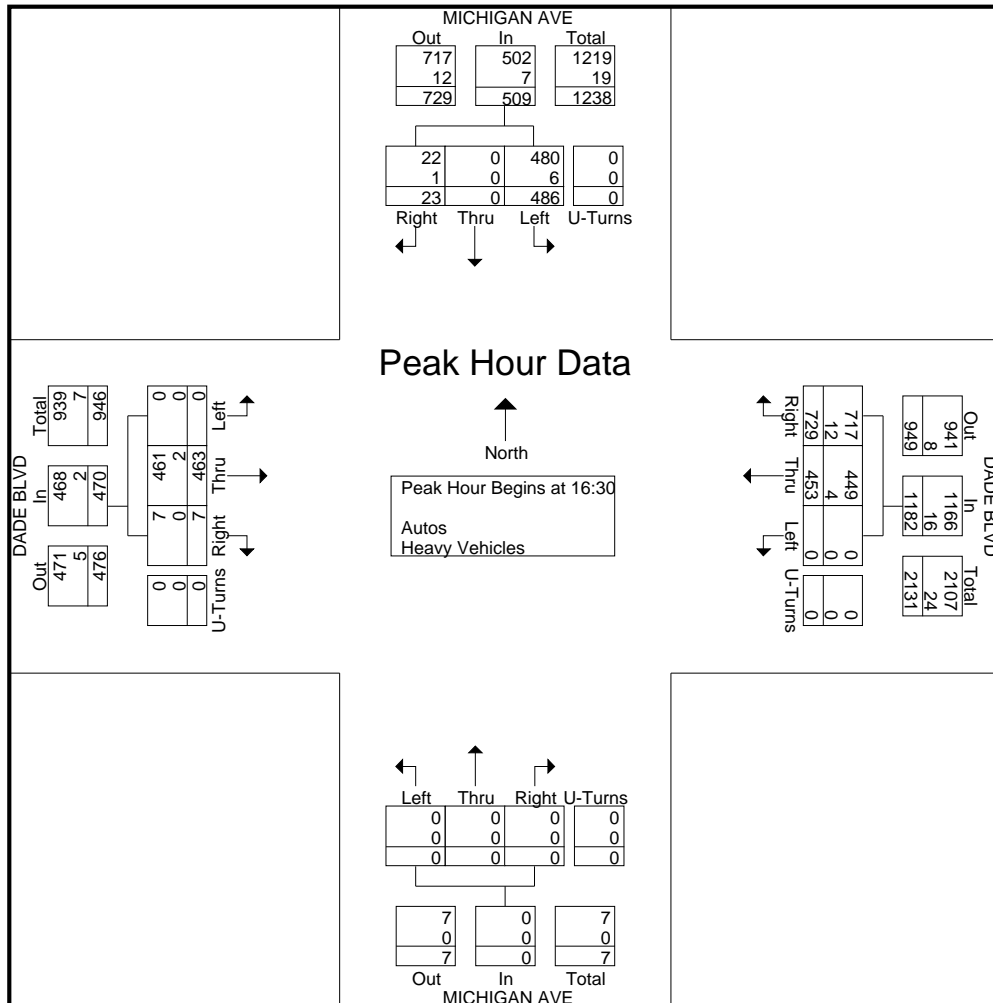 MICHIGAN AVE
Out In Total
717 502 1219
12 7 19
729 509 1238
22 0 480 0
1 0 6 0
23 0 486 0
Right Thru Left U-Turns
Peak Hour Data
North
Peak Hour Begins at 16:30
Autos
Heavy Vehicles
DADE BLVD
Total In Out
939 468 471
7 2 5
946 470 476
Left Thru Right U-Turns
0 461 7 0
0 2 0 0
0 463 7 0
DADE BLVD
Out In Total
941 1166 2107
8 16 24
949 1182 2131
717 449 0 0
12 4 0 0
729 453 0 0
Right Thru Left U-Turns
Left Thru Right U-Turns
0 0 0 0
0 0 0 0
0 0 0 0
7 0 7
0 0 0
7 0 7
Out In Total
MICHIGAN AVE